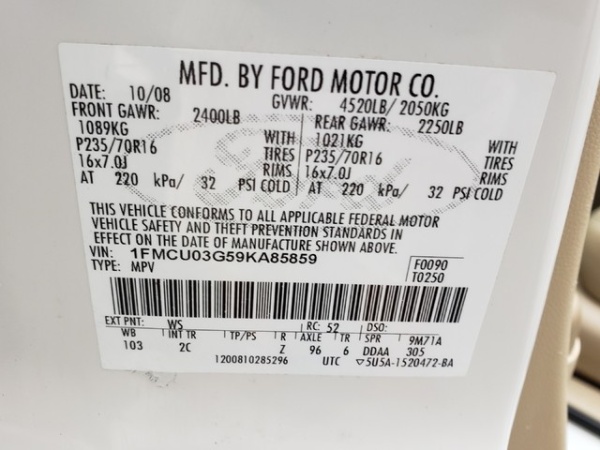 MFD. BY FORD MOTOR CO.
DATE: 10/08 GVWR: 4520LB/ 2050KG
FRONT GAWR: 2400LB REAR GAWR: 2250LB
1089KG WITH 1021KG WITH
P235/70R16 TIRES P235/70R16 TIRES
16x7.0J RIMS 16x7.0J RIMS
AT 220 kPa/ 32 PSI COLD AT 220 kPa/ 32 PSI COLD
THIS VEHICLE CONFORMS TO ALL APPLICABLE FEDERAL MOTOR
VEHICLE SAFETY AND THEFT PREVENTION STANDARDS IN
EFFECT ON THE DATE OF MANUFACTURE SHOWN ABOVE.
VIN: 1FMCU03G59KA85859 F0090
TYPE: MPV T0250
EXT PNT: WS RC: 52 DSO:
WB INT TR TP/PS R AXLE TR SPR 9M71A
103 2C Z 96 6 DDAA 305
1200810285296 UTC ▽5U5A-1520472-BA